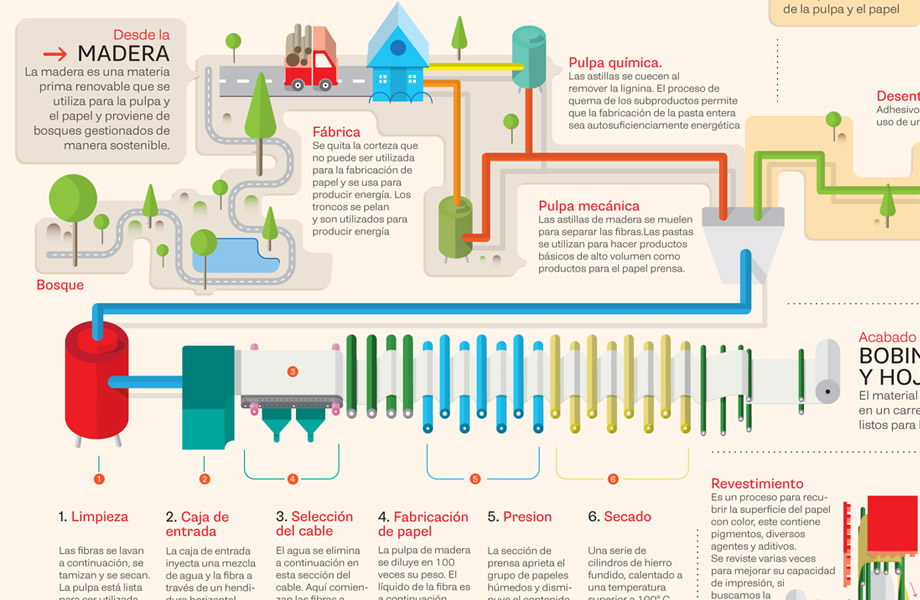 de la pulpa y el papel
Desde la
→ MADERA
La madera es una materia
prima renovable que se
utiliza para la pulpa y
el papel y proviene de
bosques gestionados de
manera sostenible.
Pulpa química.
Las astillas se cuecen al
remover la lignina. El proceso de
quema de los subproductos permite
que la fabricación de la pasta entera
sea autosuficienciamente energética
Desent
Adhesivo
uso de un
Fábrica
Se quita la corteza que
no puede ser utilizada
para la fabricación de
papel y se usa para
producir energía. Los
troncos se pelan
y son utilizados para
producir energía
Pulpa mecánica
Las astillas de madera se muelen
para separar las fibras.Las pastas
se utilizan para hacer productos
básicos de alto volumen como
productos para el papel prensa.
Bosque
Acabado
BOBIN
Y HOJ
El material
en un carre
listos para l
3
1
2
4
5
6
1. Limpieza
Las fibras se lavan
a continuación, se
tamizan y se secan.
La pulpa está lista
para ser utilizada
2. Caja de
entrada
La caja de entrada
inyecta una mezcla
de agua y la fibra a
través de un hendi-
dura horizontal
3. Selección
del cable
El agua se elimina
a continuación en
esta sección del
cable. Aquí comien-
zan las fibras a
4. Fabricación
de papel
La pulpa de madera
se diluye en 100
veces su peso. El
líquido de la fibra es
a continuación
5. Presion
La sección de
prensa aprieta el
grupo de papeles
húmedos y dismi-
nuye el contenido
6. Secado
Una serie de
cilindros de hierro
fundido, calentado a
una temperatura
superior a 100º C
Revestimiento
Es un proceso para recu-
brir la superficie del papel
con color, este contiene
pigmentos, diversos
agentes y aditivos.
Se reviste varias veces
para mejorar su capacidad
de impresión, si
buscamos la